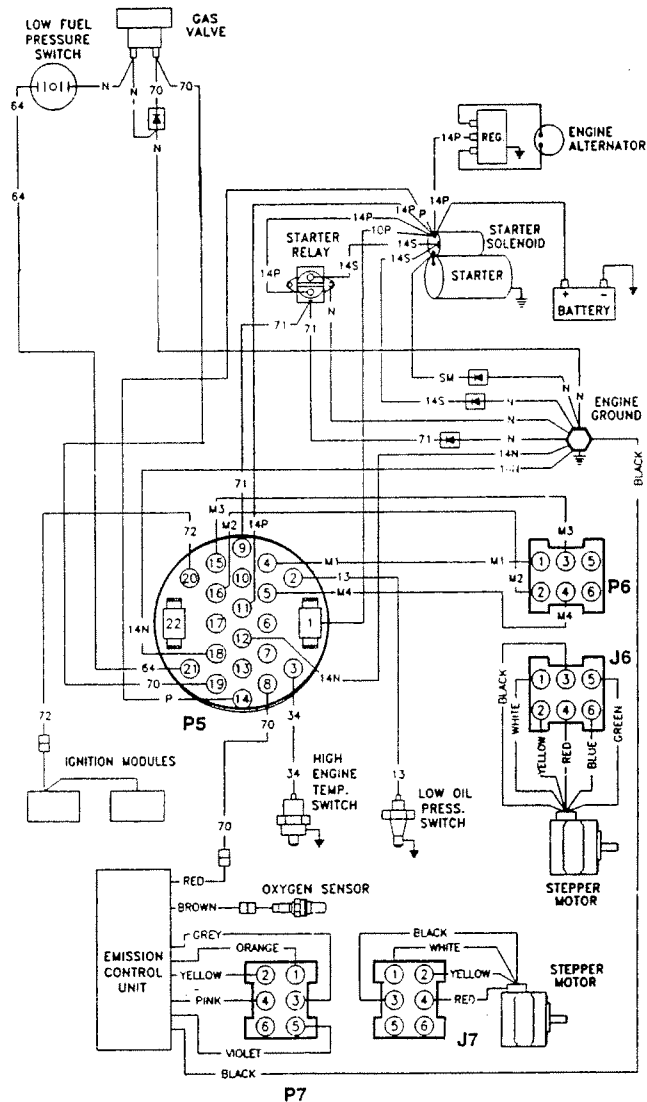 LOW FUEL
PRESSURE
SWITCH
GAS
VALVE
64
N
N
70
70
N
64
14P
REG.
ENGINE
ALTERNATOR
14P
14P
P
14P
10P
14S
14S
STARTER
RELAY
14P
14S
N
71
71
STARTER
SOLENOID
STARTER
+
-
BATTERY
SM
N
N
14S
N
71
N
14N
14N
ENGINE
GROUND
BLACK
71
M3
M2
14P
72
9
15
4
M1
20
10
2
13
16
5
M4
11
22
17
6
1
12
14N
18
7
64
21
13
3
14N
70
19
8
P
14
P5
70
34
M3
M1
1
3
5
M2
2
4
6
M4
P6
J6
BLACK
1
3
5
WHITE
2
4
6
YELLOW
RED
BLUE
GREEN
STEPPER
MOTOR
72
IGNITION MODULES
34
HIGH
ENGINE
TEMP.
SWITCH
13
LOW OIL
PRESS.
SWITCH
70
RED
BROWN
OXYGEN SENSOR
EMISSION
CONTROL
UNIT
GREY
ORANGE
YELLOW
2
1
PINK
4
3
6
5
VIOLET
BLACK
P7
BLACK
WHITE
1
2
YELLOW
3
4
RED
5
6
J7
STEPPER
MOTOR